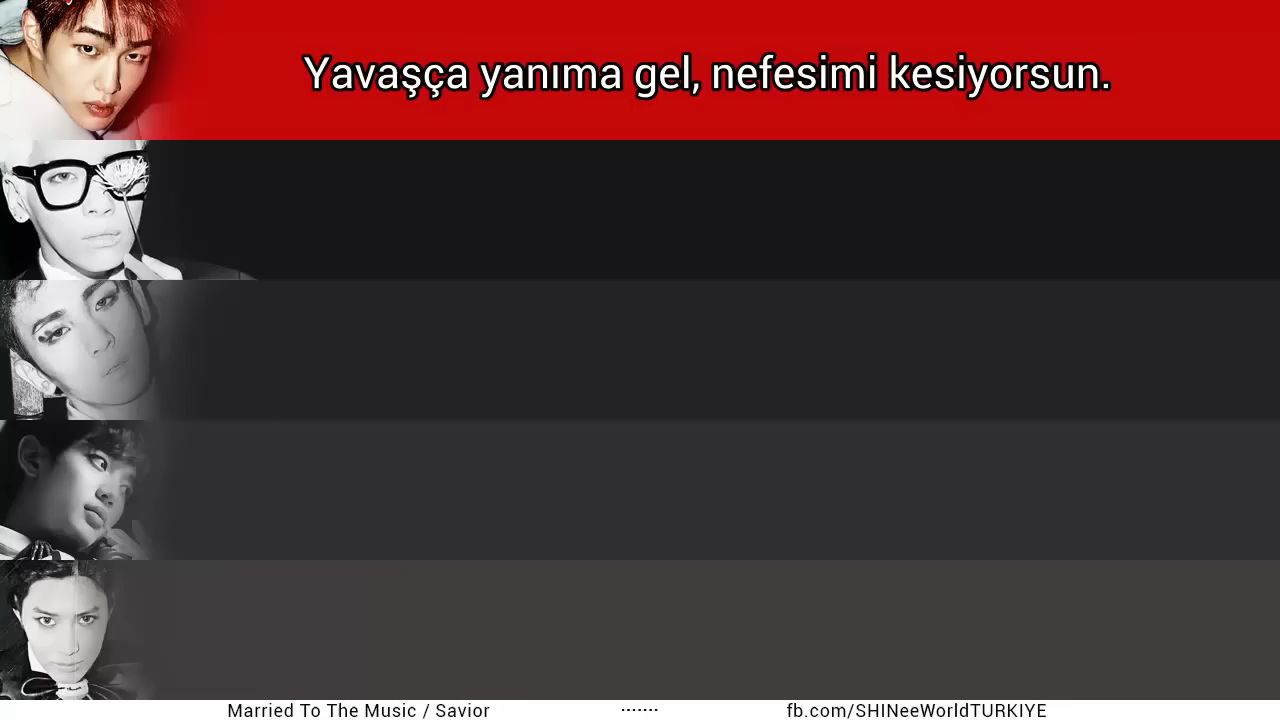 Yavaşça yanıma gel, nefesimi kesiyorsun.
Married To The Music / Savior ······· fb.com/SHINeeWorldTURKIYE